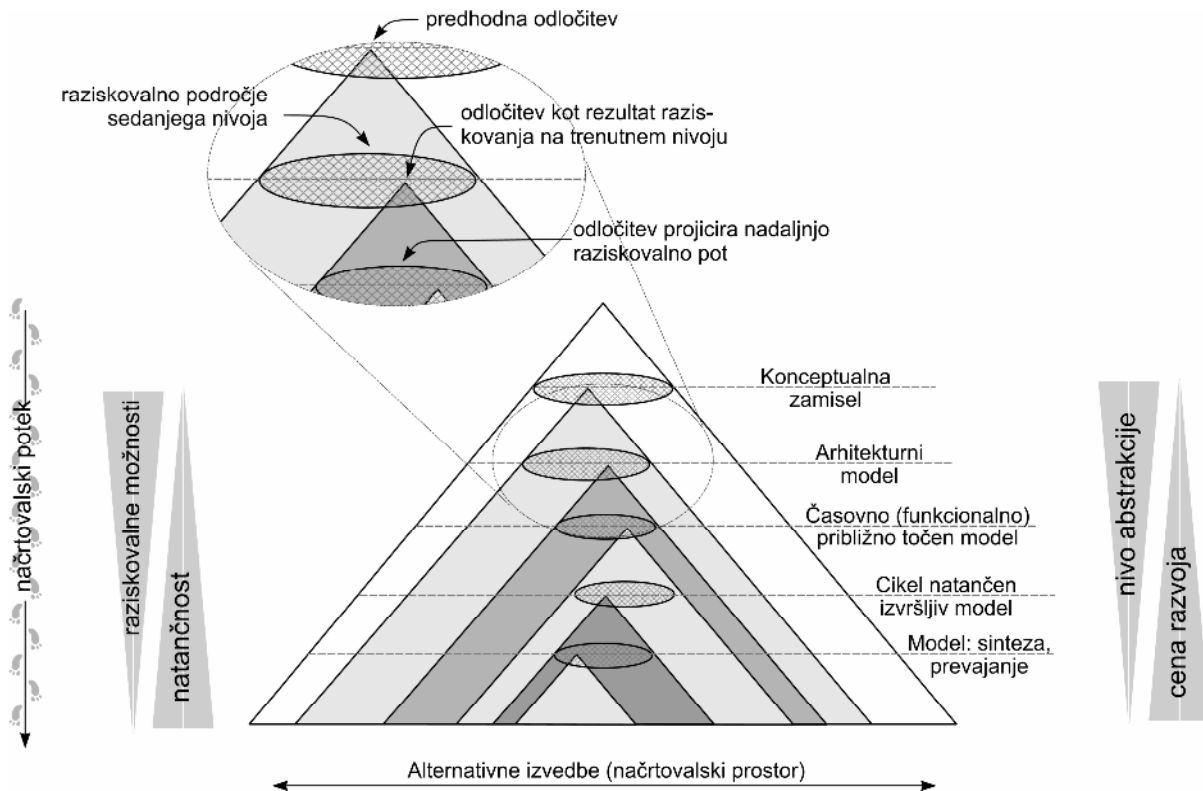 predhodna odločitev
raziskovalno področje
sedanjega nivoja
odločitev kot rezultat razis-
kovanja na trenutnem nivoju
odločitev projicira nadaljnjo
raziskovalno pot
načrtovalski potek
raziskovalne možnosti
natančnost
Konceptualna
zamisel
Arhitekturni
model
Časovno (funkcionalno)
približno točen model
Cikel natančen
izvršljiv model
Model: sinteza,
prevajanje
nivo abstrakcije
cena razvoja
Alternativne izvedbe (načrtovalski prostor)